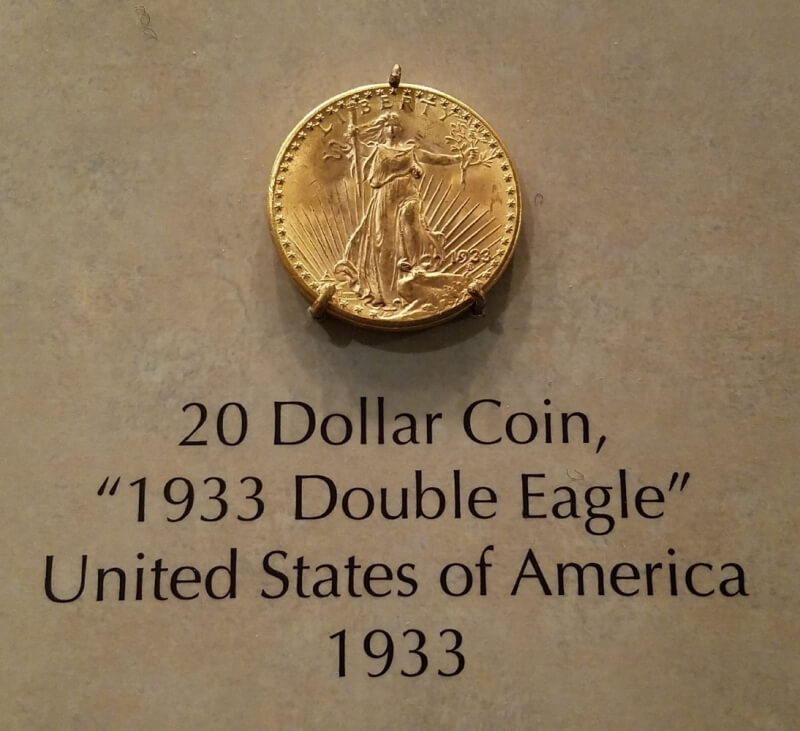 LIBERTY
1933
20 Dollar Coin,
“1933 Double Eagle”
United States of America
1933